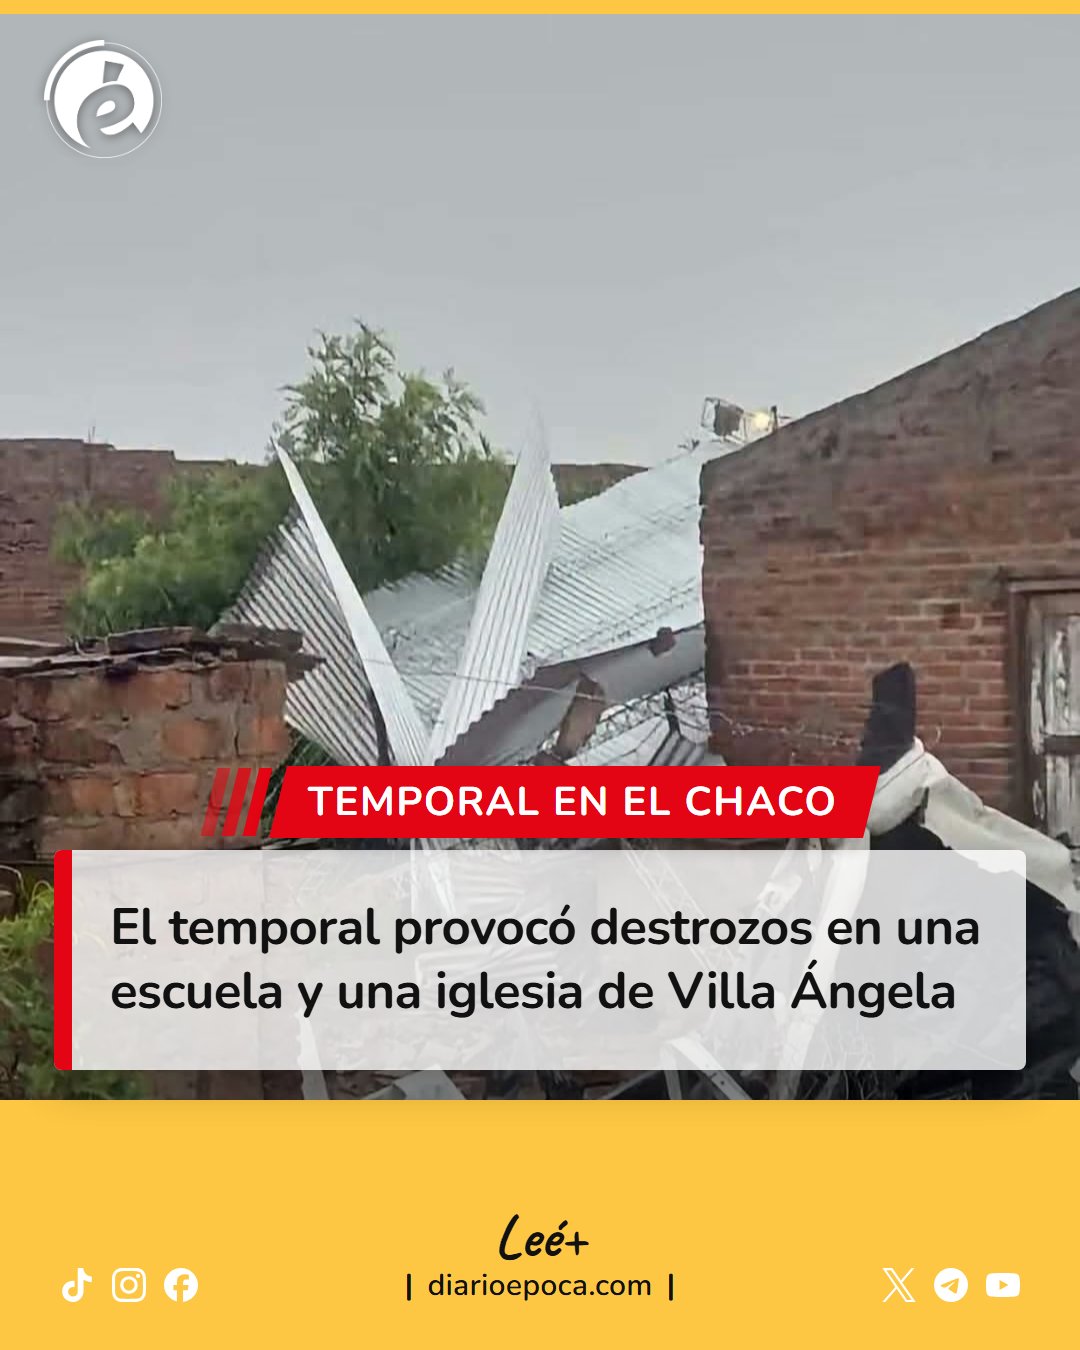 é
TEMPORAL EN EL CHACO
El temporal provocó destrozos en una
escuela y una iglesia de Villa Ángela
Leé+
| diarioepoca.com |